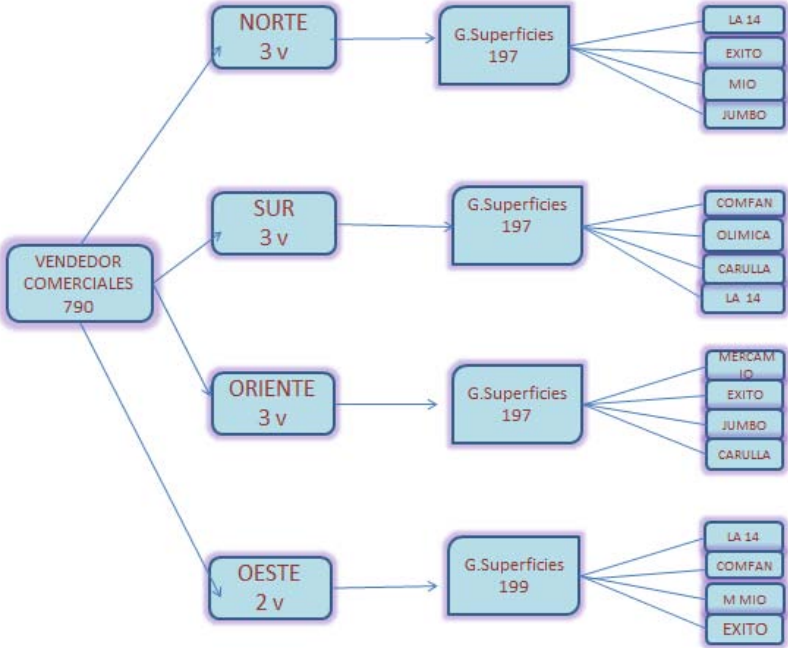 NORTE
3 v
G.Superficies
197
LA 14
EXITO
MIO
JUMBO
SUR
3 v
G.Superficies
197
COMFAN
OLIMICA
CARULLA
LA 14
VENDEDOR
COMERCIALES
790
ORIENTE
3 v
G.Superficies
197
MERCAM
IO
EXITO
JUMBO
CARULLA
OESTE
2 v
G.Superficies
199
LA 14
COMFAN
M MIO
EXITO